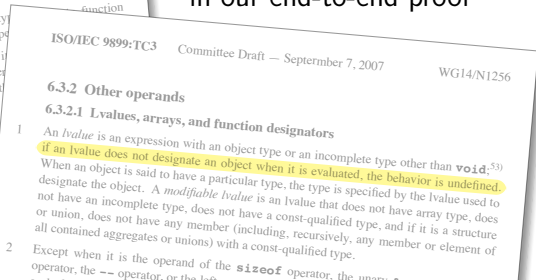 function
in our end-to-end proof
ISO/IEC 9899:TC3 Committee Draft — Septermber 7, 2007 WG14/N1256
6.3.2 Other operands
6.3.2.1 Lvalues, arrays, and function designators
1 An lvalue is an expression with an object type or an incomplete type other than void;53)
if an lvalue does not designate an object when it is evaluated, the behavior is undefined.
When an object is said to have a particular type, the type is specified by the lvalue used to
designate the object. A modifiable lvalue is an lvalue that does not have array type, does
not have an incomplete type, does not have a const-qualified type, and if it is a structure
or union, does not have any member (including, recursively, any member or element of
all contained aggregates or unions) with a const-qualified type.
2 Except when it is the operand of the sizeof operator, the unary
operator, the -- operator, or the